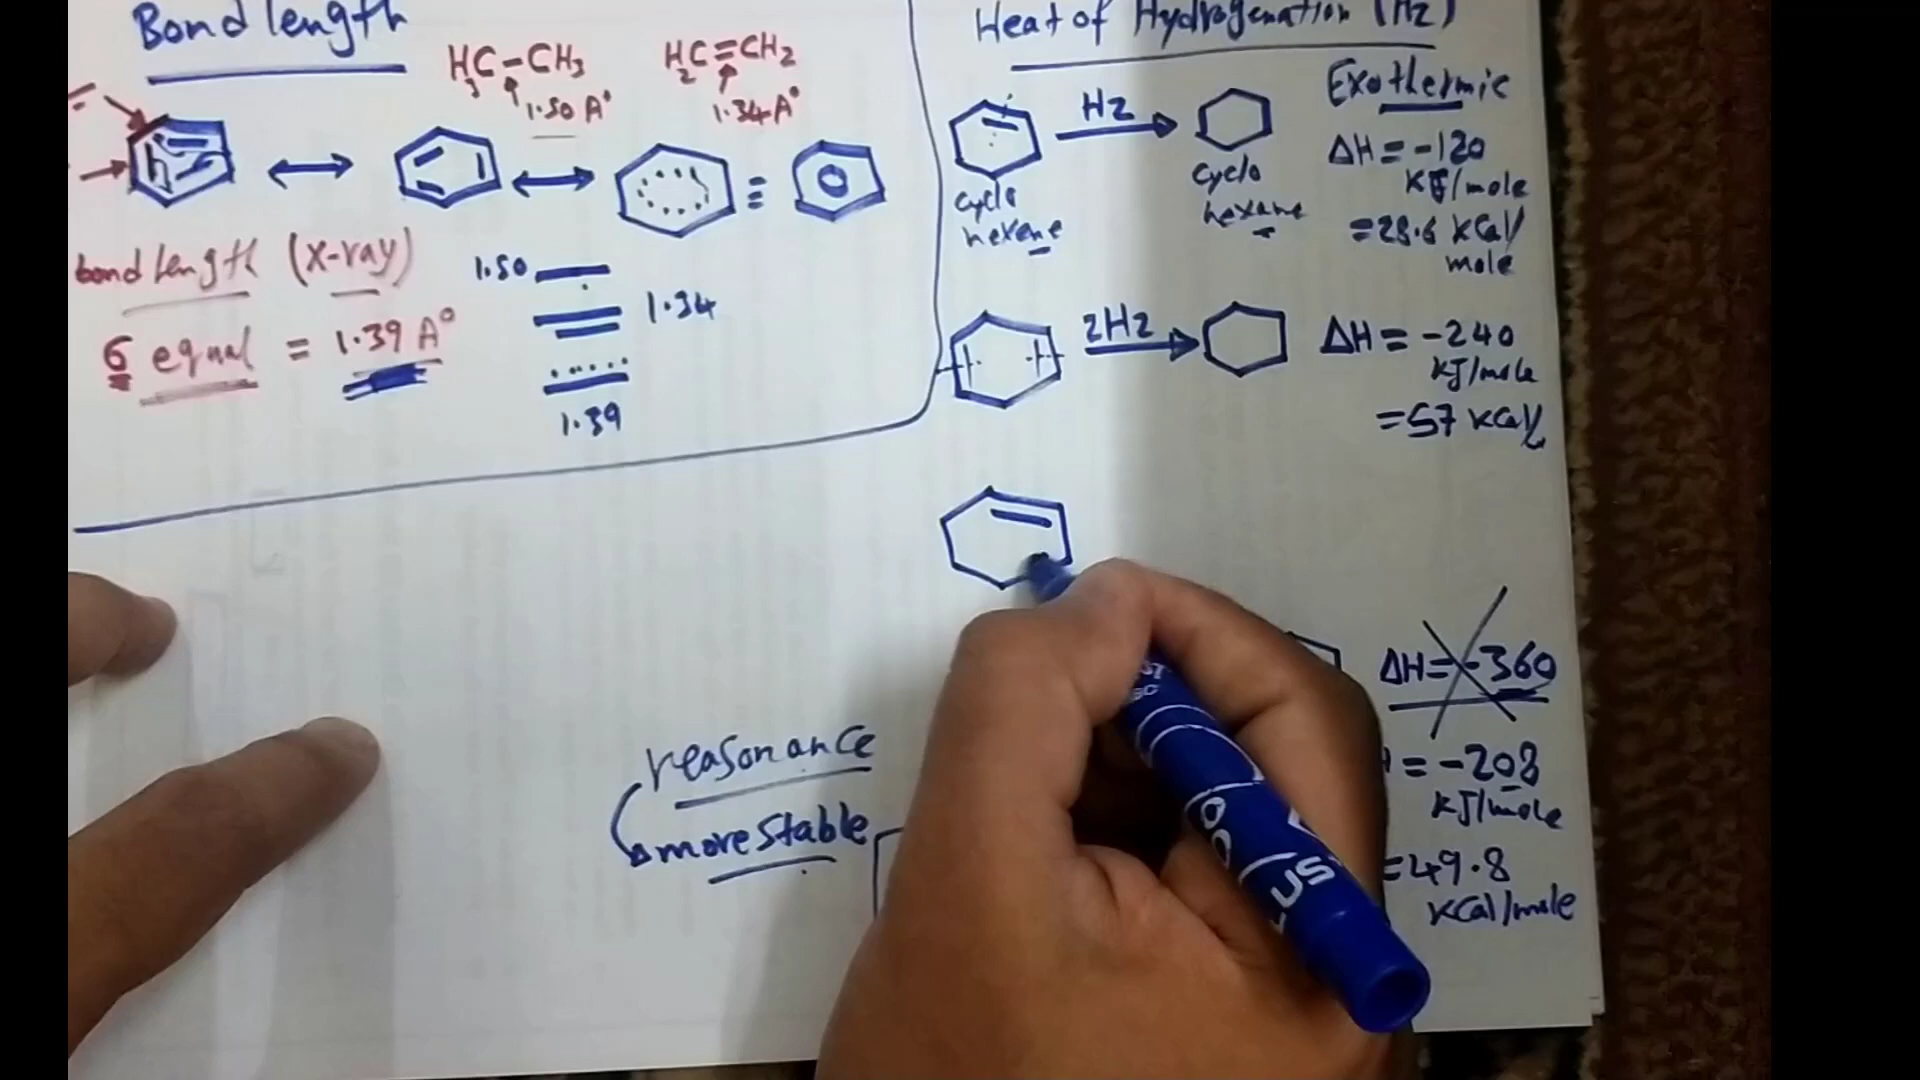 Bond length
H3C-CH3
1.50 A°
H2C=CH2
1.34 A°
bond length (x-ray)
6 equal = 1.39 A°
1.50
1.34
1.39
Heat of Hydrogenation (H2)
Exothermic
H2
cyclo
hexene
cyclo
hexane
ΔH = -120
KJ/mole
= 28.6 KCal/
mole
2H2
ΔH = -240
KJ/mole
= 57 KCal/
ΔH = -360
= -208
KJ/mole
= 49.8
KCal/mole
reasonance
more stable